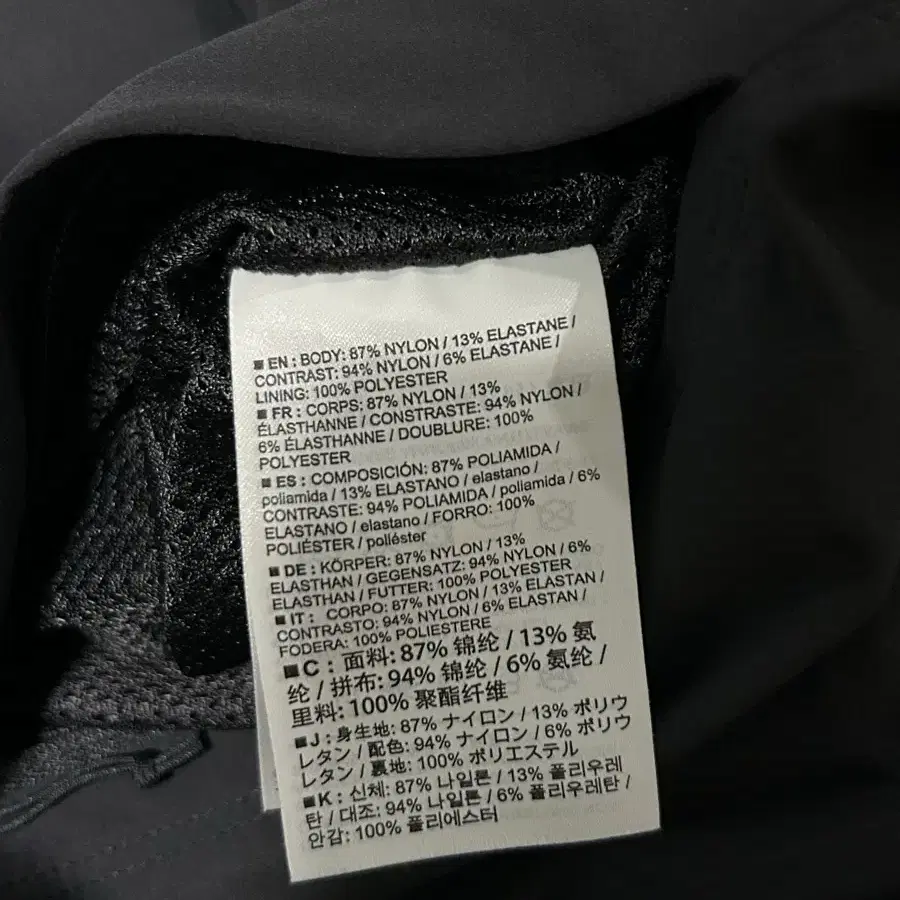 ■ EN : BODY: 87% NYLON / 13% ELASTANE /
CONTRAST: 94% NYLON / 6% ELASTANE /
LINING: 100% POLYESTER
■ FR : CORPS: 87% NYLON / 13%
ÉLASTHANNE / CONSTRASTE: 94% NYLON /
6% ÉLASTHANNE / DOUBLURE: 100%
POLYESTER
■ ES : COMPOSICIÓN: 87% POLIAMIDA /
poliamida / 13% ELASTANO / elastano /
CONTRASTE: 94% POLIAMIDA / poliamida / 6%
ELASTANO / elastano / FORRO: 100%
POLIÉSTER / poliéster
■ DE : KÖRPER: 87% NYLON / 13%
ELASTHAN / GEGENSATZ: 94% NYLON / 6%
ELASTHAN / FUTTER: 100% POLYESTER
■ IT : CORPO: 87% NYLON / 13% ELASTAN /
CONTRASTO: 94% NYLON / 6% ELASTAN /
FODERA: 100% POLIESTERE
■ C : 面料: 87% 锦纶 / 13% 氨
纶 / 拼布: 94% 锦纶 / 6% 氨纶 /
里料: 100% 聚酯纤维
■ J : 身生地: 87% ナイロン / 13% ポリウ
レタン / 配色: 94% ナイロン / 6% ポリウ
レタン / 裏地: 100% ポリエステル
■ K : 신체: 87% 나일론 / 13% 폴리우레
탄 / 대조: 94% 나일론 / 6% 폴리우레탄 /
안감: 100% 폴리에스터